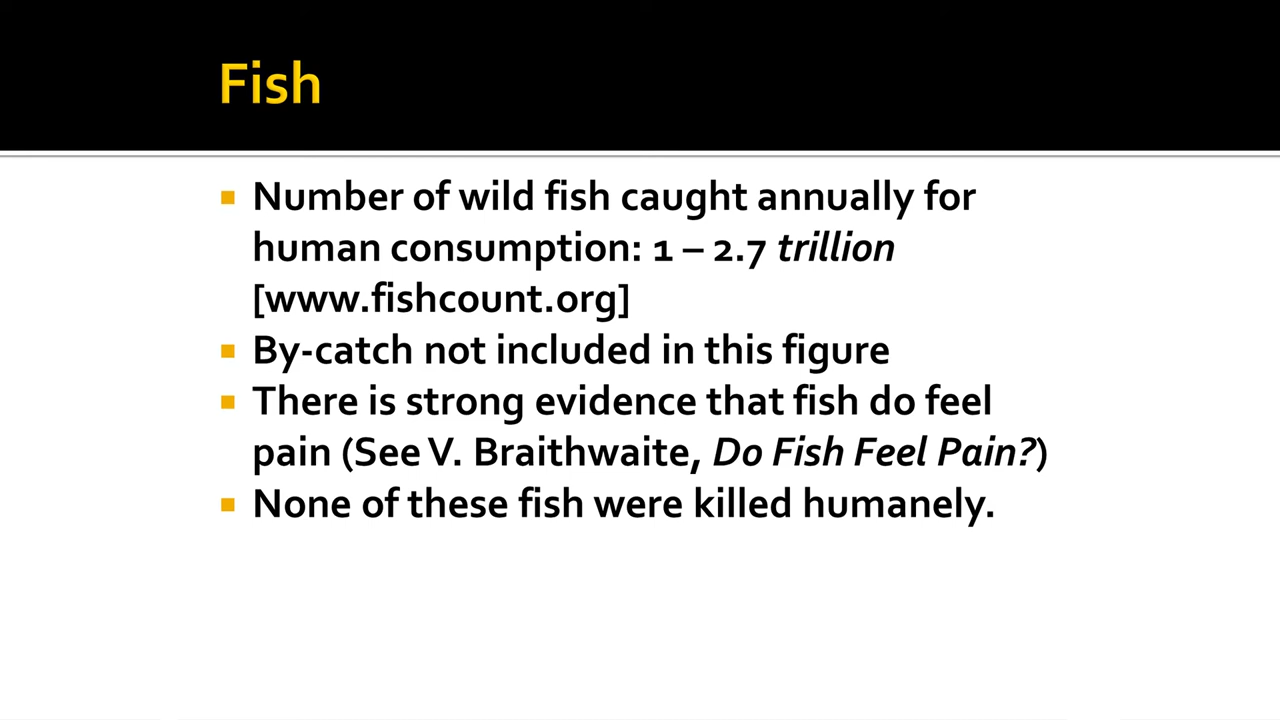 Fish
Number of wild fish caught annually for
human consumption: 1 – 2.7 trillion
[www.fishcount.org]
By-catch not included in this figure
There is strong evidence that fish do feel
pain (See V. Braithwaite, Do Fish Feel Pain?)
None of these fish were killed humanely.